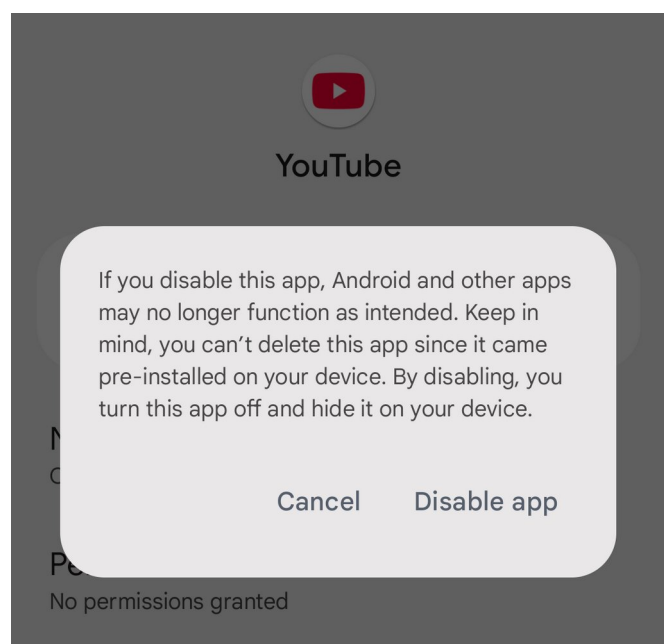 YouTube
If you disable this app, Android and other apps
may no longer function as intended. Keep in
mind, you can’t delete this app since it came
pre-installed on your device. By disabling, you
turn this app off and hide it on your device.
Cancel Disable app
No permissions granted